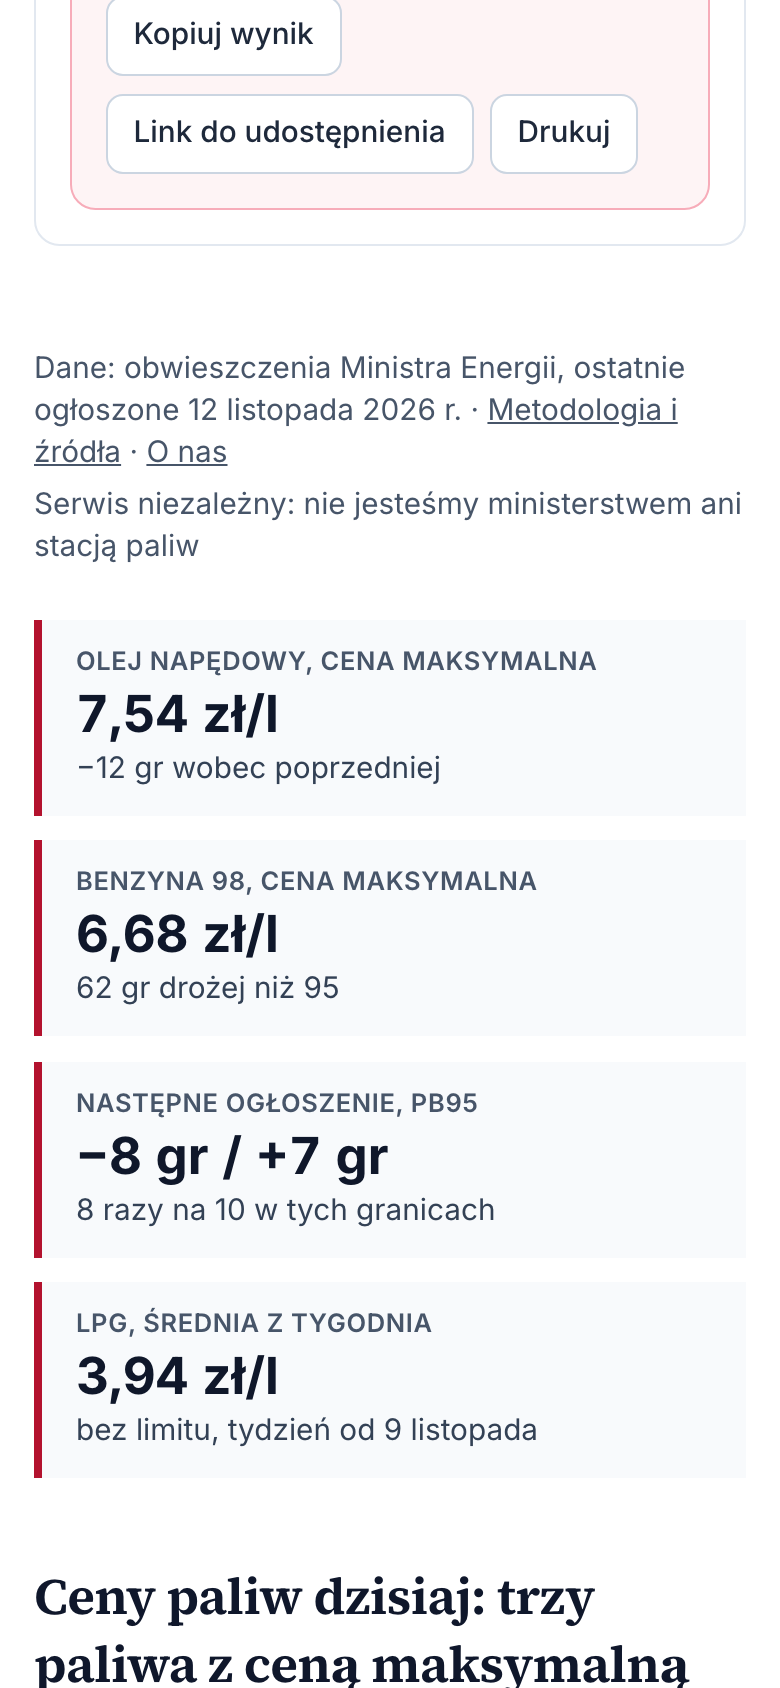 Kopiuj wynik
Link do udostępnienia
Drukuj
Dane: obwieszczenia Ministra Energii, ostatnie
ogłoszone 12 listopada 2026 r. · Metodologia i
źródła · O nas
Serwis niezależny: nie jesteśmy ministerstwem ani
stacją paliw
OLEJ NAPĘDOWY, CENA MAKSYMALNA
7,54 zł/l
−12 gr wobec poprzedniej
BENZYNA 98, CENA MAKSYMALNA
6,68 zł/l
62 gr drożej niż 95
NASTĘPNE OGŁOSZENIE, PB95
−8 gr / +7 gr
8 razy na 10 w tych granicach
LPG, ŚREDNIA Z TYGODNIA
3,94 zł/l
bez limitu, tydzień od 9 listopada
Ceny paliw dzisiaj: trzy
paliwa z ceną maksymalną